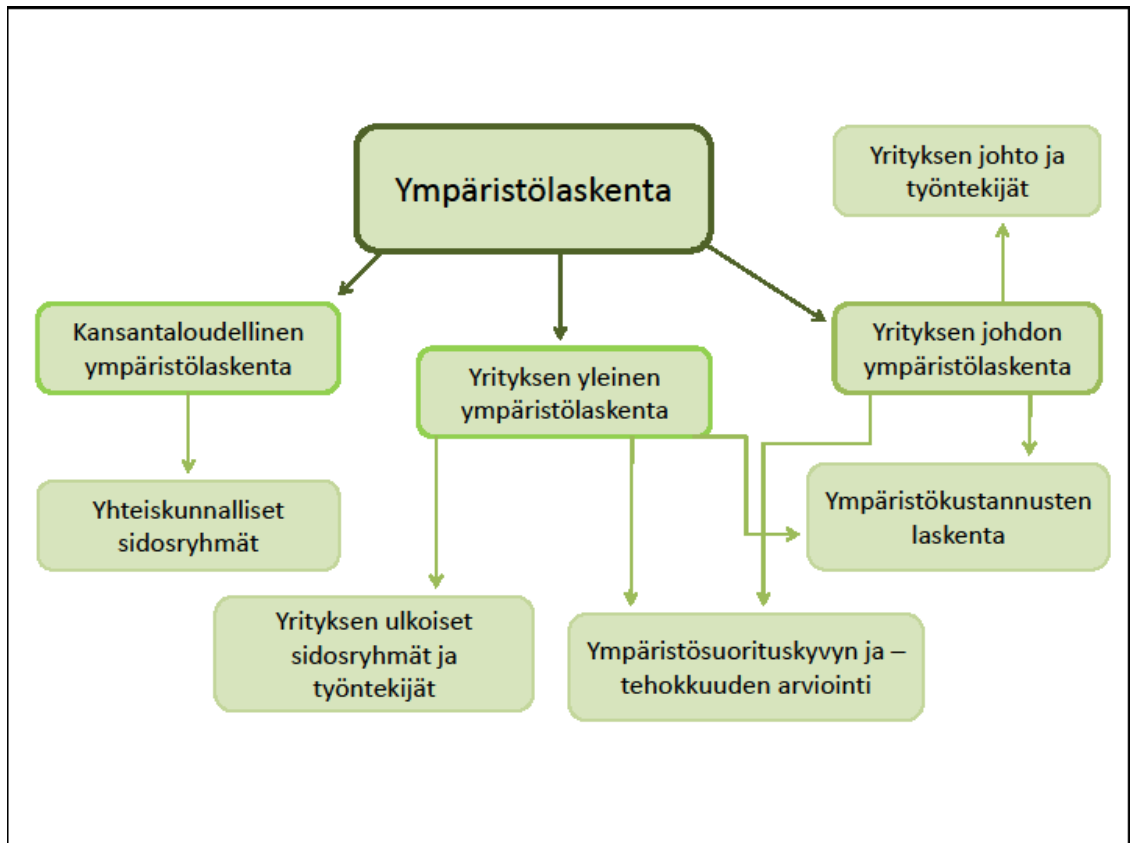 Ympäristölaskenta
Yrityksen johto ja
työntekijät
Kansantaloudellinen
ympäristölaskenta
Yrityksen yleinen
ympäristölaskenta
Yrityksen johdon
ympäristölaskenta
Yhteiskunnalliset
sidosryhmät
Ympäristökustannusten
laskenta
Yrityksen ulkoiset
sidosryhmät ja
työntekijät
Ympäristösuorituskyvyn ja –
tehokkuuden arviointi